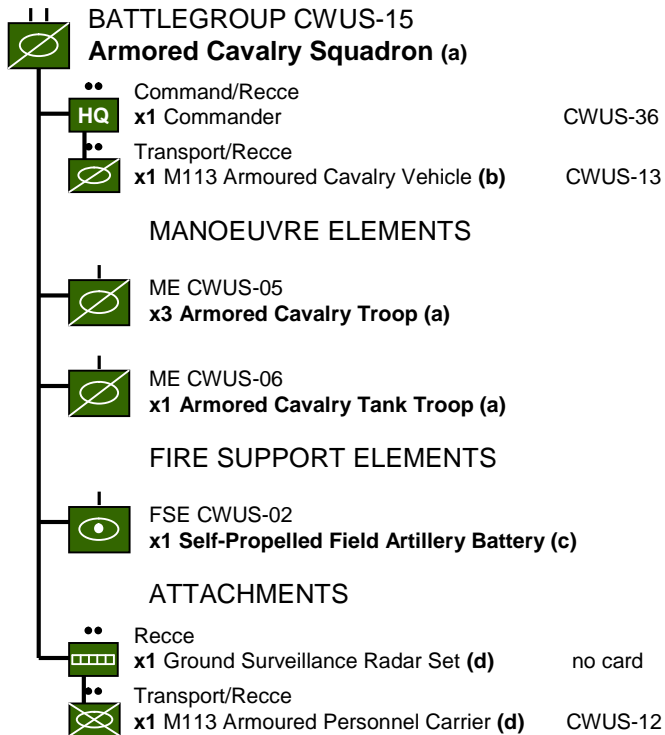 BATTLEGROUP CWUS-15
Armored Cavalry Squadron (a)
Command/Recce
HQ x1 Commander CWUS-36
Transport/Recce
x1 M113 Armoured Cavalry Vehicle (b) CWUS-13
MANOEUVRE ELEMENTS
ME CWUS-05
x3 Armored Cavalry Troop (a)
ME CWUS-06
x1 Armored Cavalry Tank Troop (a)
FIRE SUPPORT ELEMENTS
FSE CWUS-02
x1 Self-Propelled Field Artillery Battery (c)
ATTACHMENTS
Recce
x1 Ground Surveillance Radar Set (d) no card
Transport/Recce
x1 M113 Armoured Personnel Carrier (d) CWUS-12